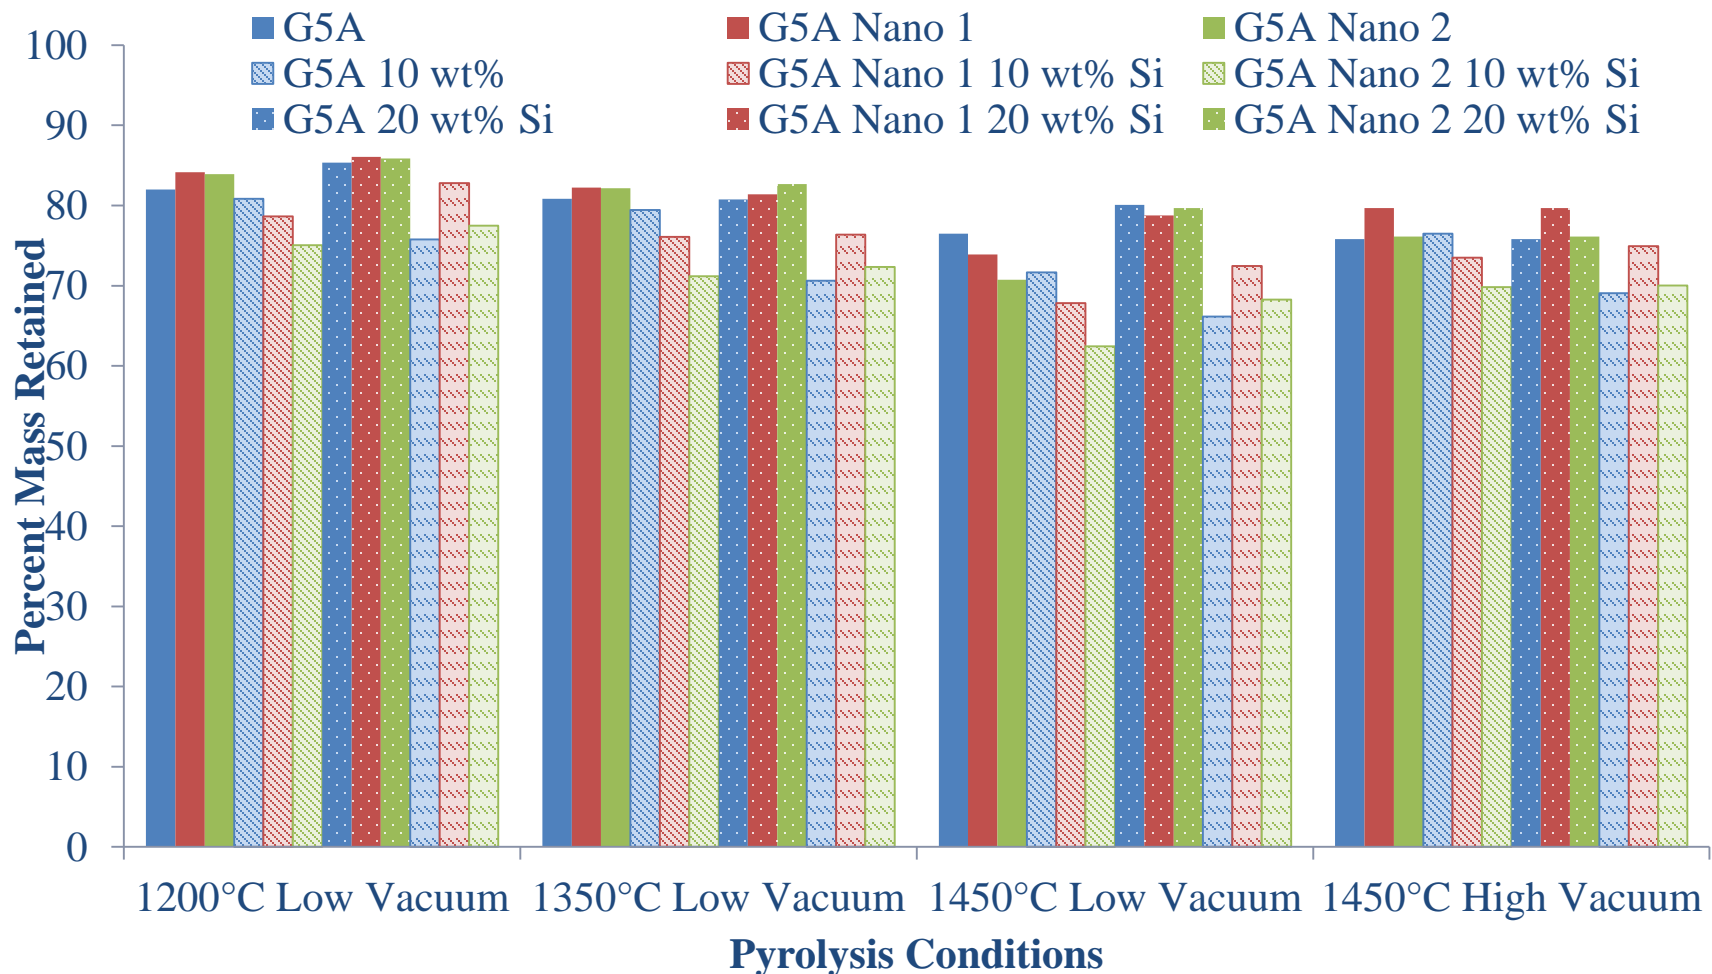 G5A G5A Nano 1 G5A Nano 2
G5A 10 wt% G5A Nano 1 10 wt% Si G5A Nano 2 10 wt% Si
G5A 20 wt% Si G5A Nano 1 20 wt% Si G5A Nano 2 20 wt% Si
Percent Mass Retained
100
90
80
70
60
50
40
30
20
10
0
1200°C Low Vacuum 1350°C Low Vacuum 1450°C Low Vacuum 1450°C High Vacuum
Pyrolysis Conditions